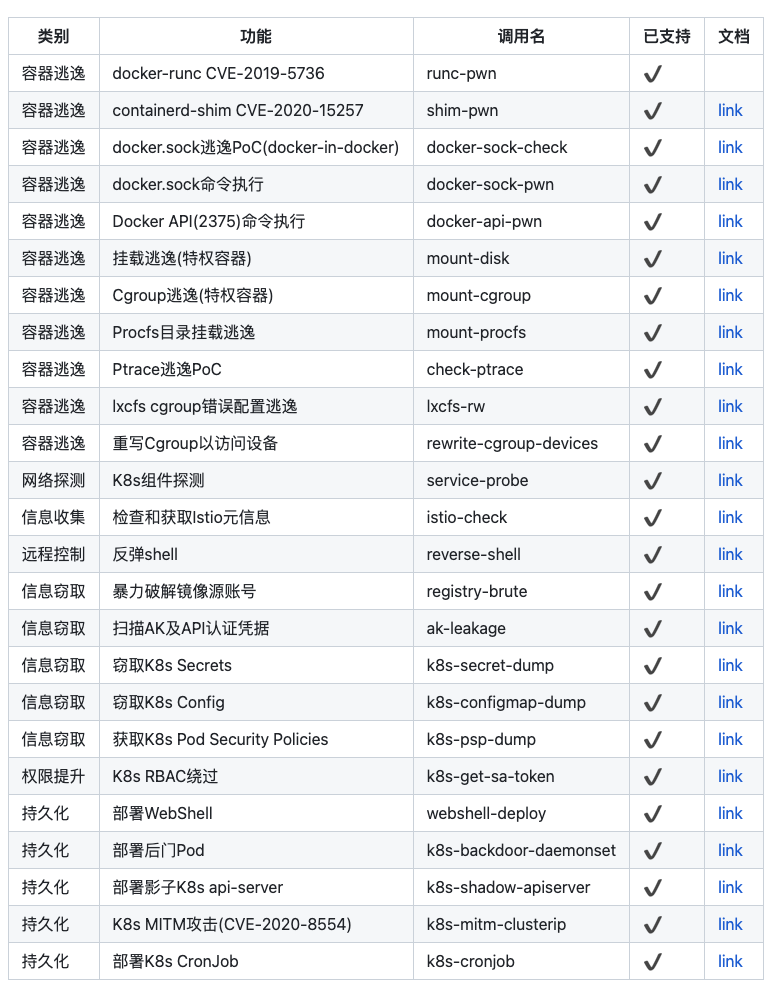 类别 功能 调用名 已支持 文档
容器逃逸 docker-runc CVE-2019-5736 runc-pwn ✔
容器逃逸 containerd-shim CVE-2020-15257 shim-pwn ✔ link
容器逃逸 docker.sock逃逸PoC(docker-in-docker) docker-sock-check ✔ link
容器逃逸 docker.sock命令执行 docker-sock-pwn ✔ link
容器逃逸 Docker API(2375)命令执行 docker-api-pwn ✔ link
容器逃逸 挂载逃逸(特权容器) mount-disk ✔ link
容器逃逸 Cgroup逃逸(特权容器) mount-cgroup ✔ link
容器逃逸 Procfs目录挂载逃逸 mount-procfs ✔ link
容器逃逸 Ptrace逃逸PoC check-ptrace ✔ link
容器逃逸 lxcfs cgroup错误配置逃逸 lxcfs-rw ✔ link
容器逃逸 重写Cgroup以访问设备 rewrite-cgroup-devices ✔ link
网络探测 K8s组件探测 service-probe ✔ link
信息收集 检查和获取Istio元信息 istio-check ✔ link
远程控制 反弹shell reverse-shell ✔ link
信息窃取 暴力破解镜像源账号 registry-brute ✔ link
信息窃取 扫描AK及API认证凭据 ak-leakage ✔ link
信息窃取 窃取K8s Secrets k8s-secret-dump ✔ link
信息窃取 窃取K8s Config k8s-configmap-dump ✔ link
信息窃取 获取K8s Pod Security Policies k8s-psp-dump ✔ link
权限提升 K8s RBAC绕过 k8s-get-sa-token ✔ link
持久化 部署WebShell webshell-deploy ✔ link
持久化 部署后门Pod k8s-backdoor-daemonset ✔ link
持久化 部署影子K8s api-server k8s-shadow-apiserver ✔ link
持久化 K8s MITM攻击(CVE-2020-8554) k8s-mitm-clusterip ✔ link
持久化 部署K8s CronJob k8s-cronjob ✔ link